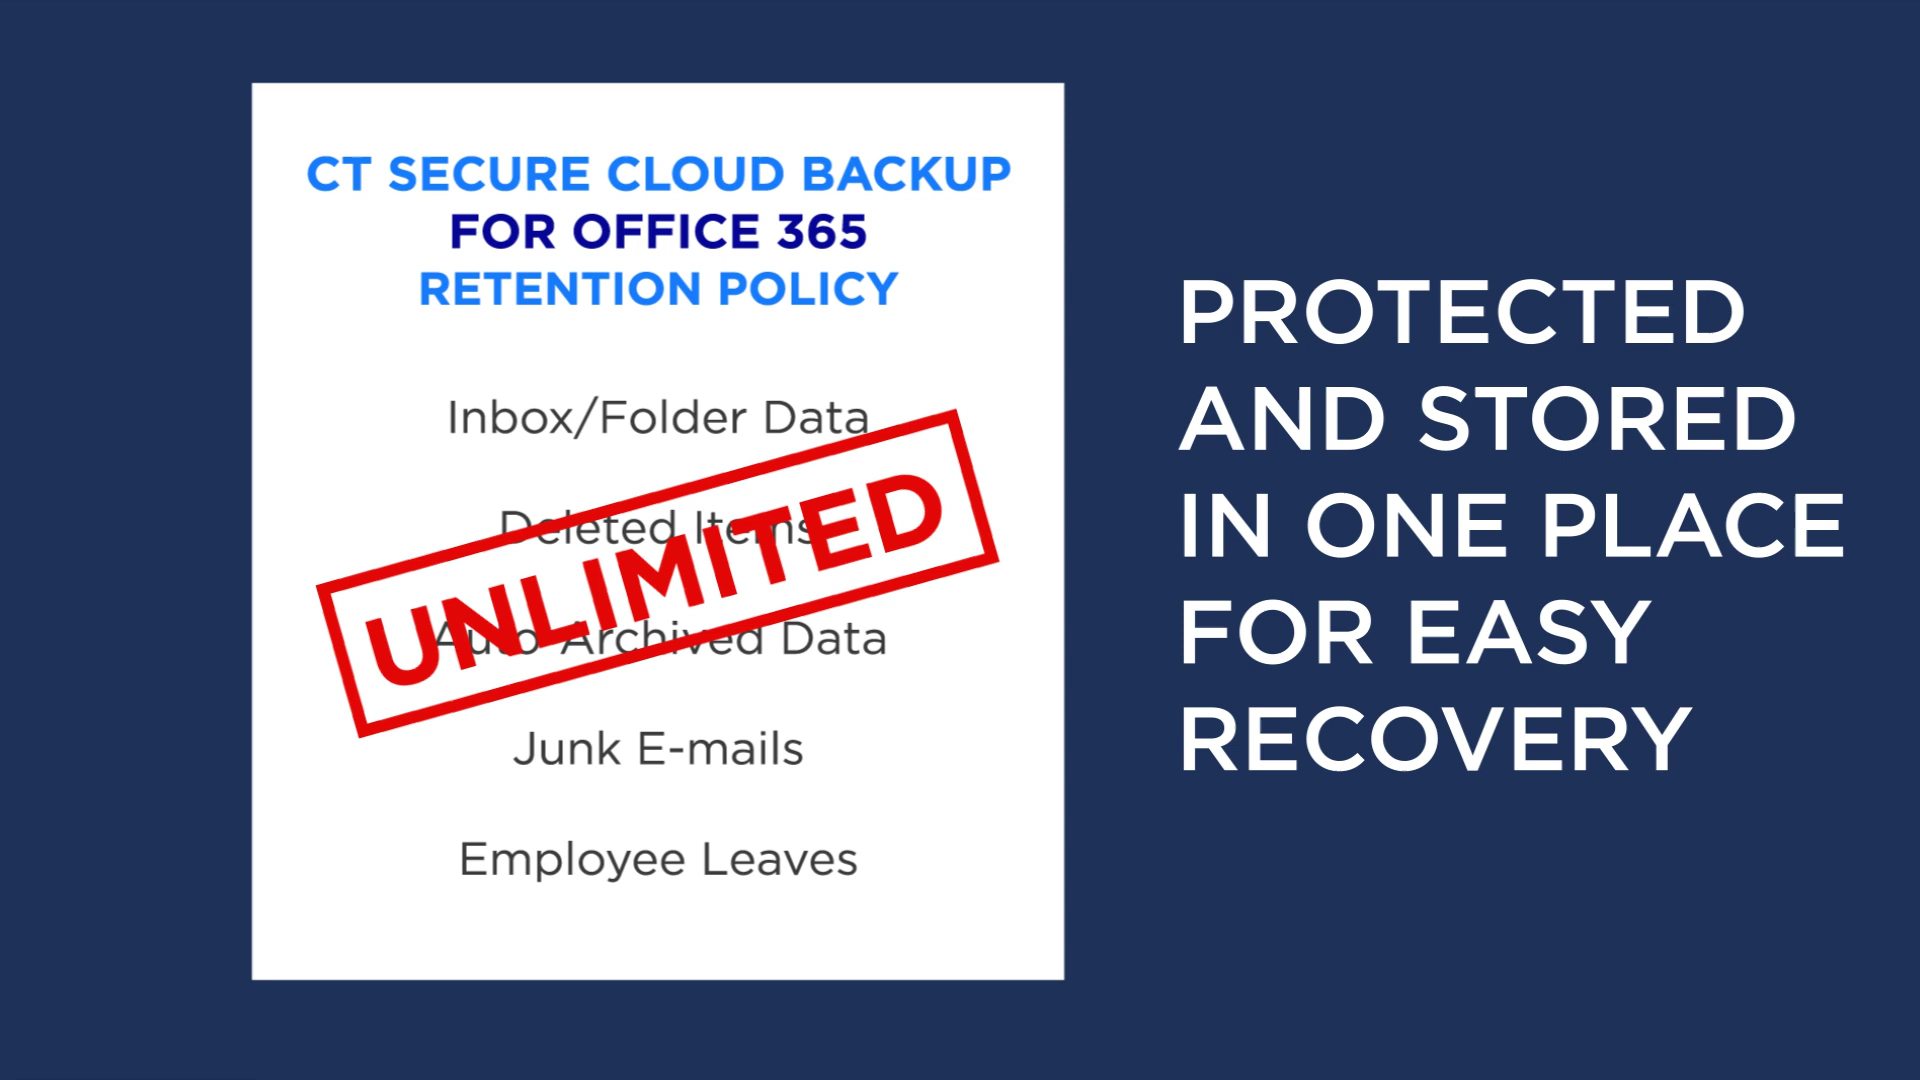 CT SECURE CLOUD BACKUP
FOR OFFICE 365
RETENTION POLICY
Inbox/Folder Data
Deleted Items
Auto-Archived Data
Junk E-mails
Employee Leaves
UNLIMITED
PROTECTED
AND STORED
IN ONE PLACE
FOR EASY
RECOVERY